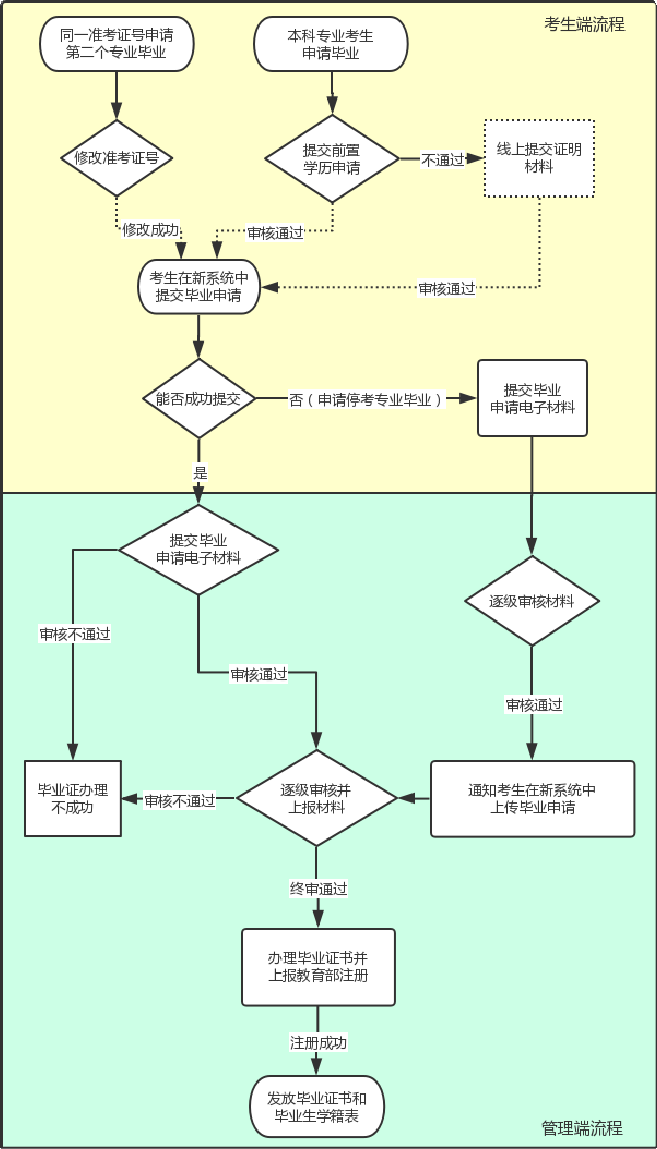 考生端流程
同一准考证号申请
第二个专业毕业
本科专业考生
申请毕业
修改准考证号
提交前置
学历申请
不通过
线上提交证明
材料
修改成功
审核通过
审核通过
考生在新系统中
提交毕业申请
能否成功提交
否（申请停考专业毕业）
提交毕业
申请电子材料
是
提交毕业
申请电子材料
逐级审核材料
审核不通过
审核通过
审核通过
毕业证办理
不成功
审核不通过
逐级审核并
上报材料
通知考生在新系统中
上传毕业申请
终审通过
办理毕业证书并
上报教育部注册
注册成功
发放毕业证书和
毕业生学籍表
管理端流程